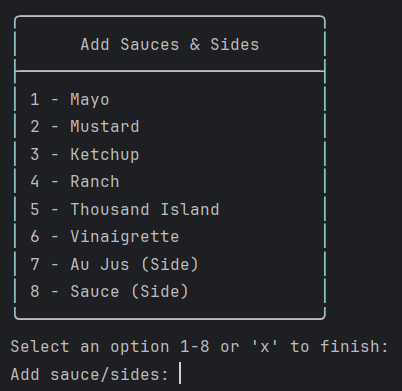 Add Sauces & Sides
1 - Mayo
2 - Mustard
3 - Ketchup
4 - Ranch
5 - Thousand Island
6 - Vinaigrette
7 - Au Jus (Side)
8 - Sauce (Side)
Select an option 1-8 or 'x' to finish:
Add sauce/sides: